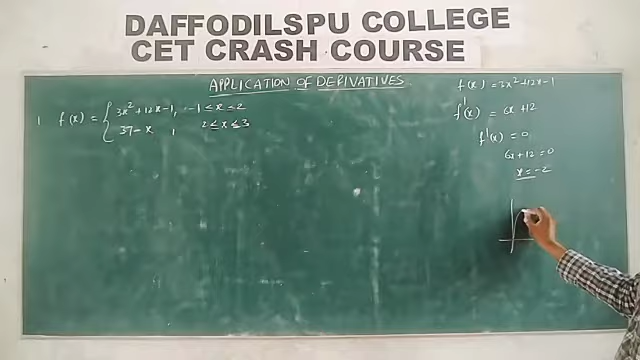 DAFFODILSPU COLLEGE
CET CRASH COURSE
APPLICATION OF DERIVATIVES
1 f(x) = { 3x² + 12x - 1, -1 ≤ x ≤ 2
37 - x , 2 ≤ x ≤ 3
f(x) = 3x² + 12x - 1
f'(x) = 6x + 12
f'(x) = 0
6x + 12 = 0
x = -2